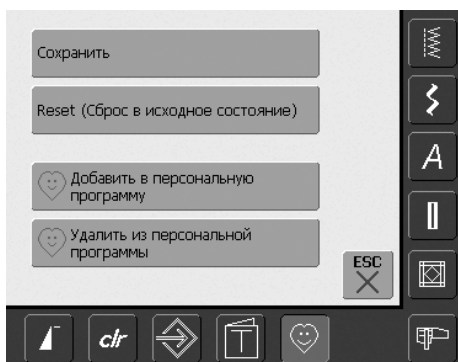 Сохранить
Reset (Сброс в исходное состояние)
Добавить в персональную
программу
Удалить из персональной
программы
ESC
A
clr
T